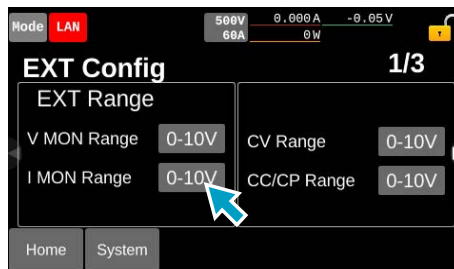 Mode LAN 500V 0.000A -0.05V
60A 0W
EXT Config 1/3
EXT Range
V MON Range 0-10V CV Range 0-10V
I MON Range 0-10V CC/CP Range 0-10V
Home System